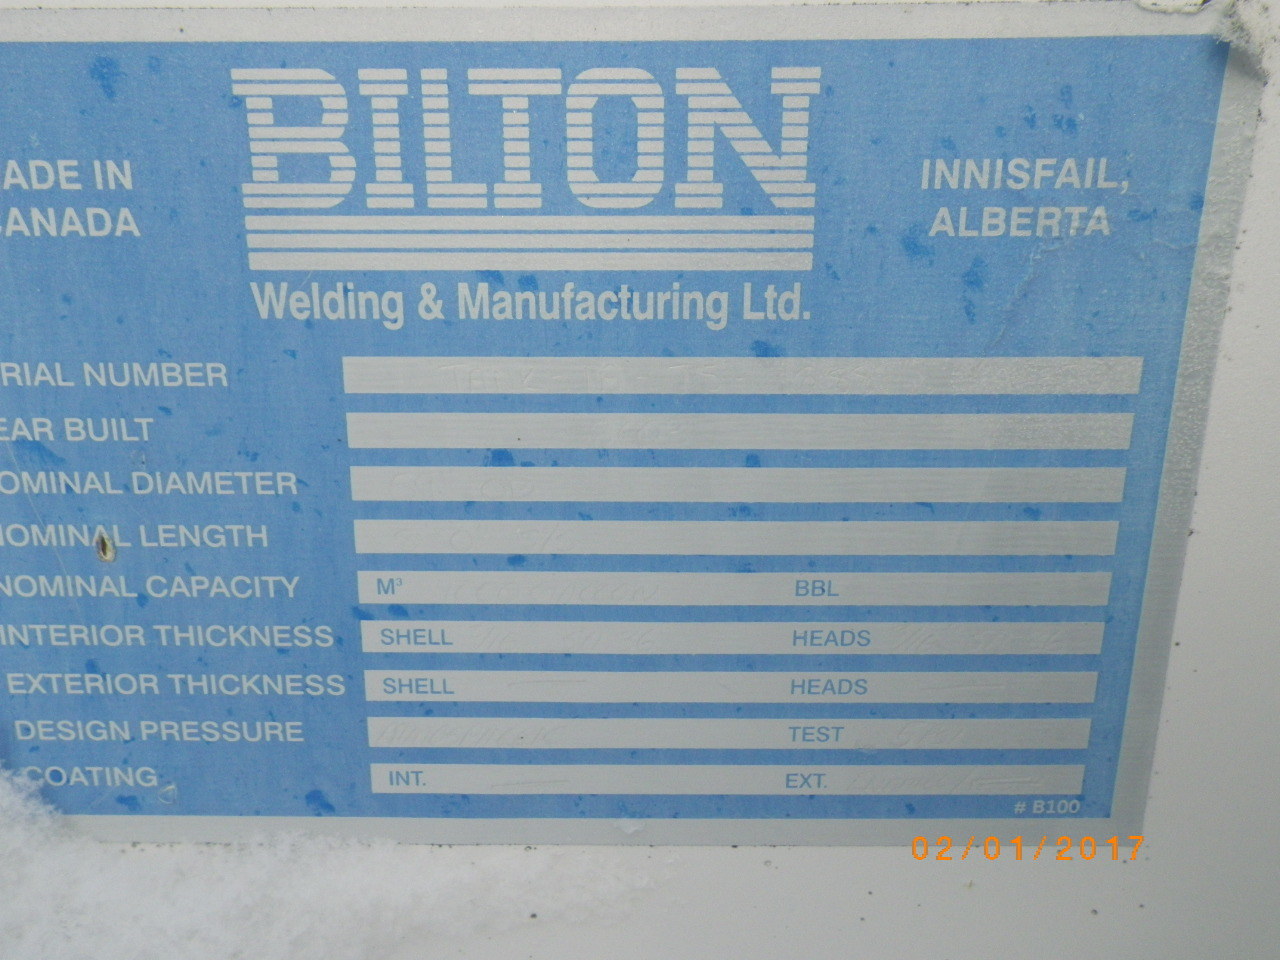 BILTON
ADE IN
CANADA
INNISFAIL,
ALBERTA
Welding & Manufacturing Ltd.
RIAL NUMBER
EAR BUILT
OMINAL DIAMETER
NOMINAL LENGTH
NOMINAL CAPACITY M³ BBL
INTERIOR THICKNESS SHELL HEADS
EXTERIOR THICKNESS SHELL HEADS
DESIGN PRESSURE TEST
COATING INT. EXT.
# B100
02/01/2017